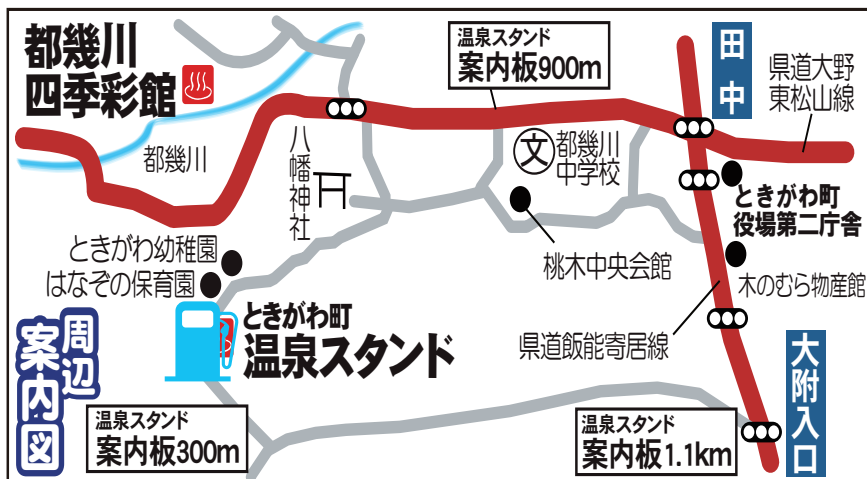 都幾川
四季彩館
温泉スタンド
案内板900m
田中
県道大野
東松山線
都幾川
八幡神社
文
都幾川
中学校
ときがわ町
役場第二庁舎
桃木中央会館
木のむら物産館
ときがわ幼稚園
はなぞの保育園
ときがわ町
温泉スタンド
県道飯能寄居線
周辺
案内図
温泉スタンド
案内板300m
温泉スタンド
案内板1.1km
大附入口